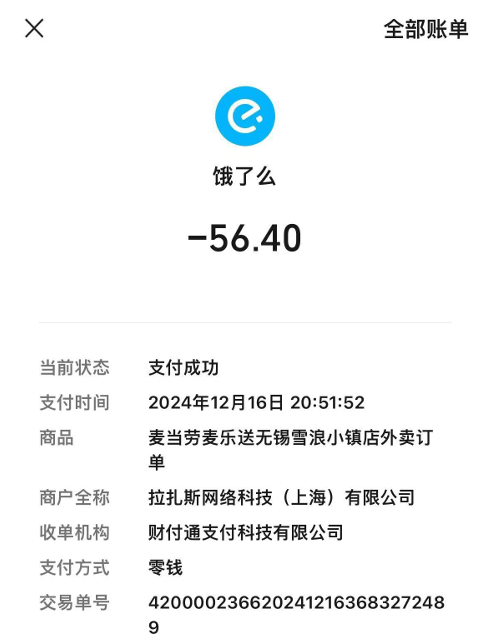 全部账单
饿了么
-56.40
当前状态 支付成功
支付时间 2024年12月16日 20:51:52
商品 麦当劳麦乐送无锡雪浪小镇店外卖订
单
商户全称 拉扎斯网络科技（上海）有限公司
收单机构 财付通支付科技有限公司
支付方式 零钱
交易单号 420000236620241216368327248
9